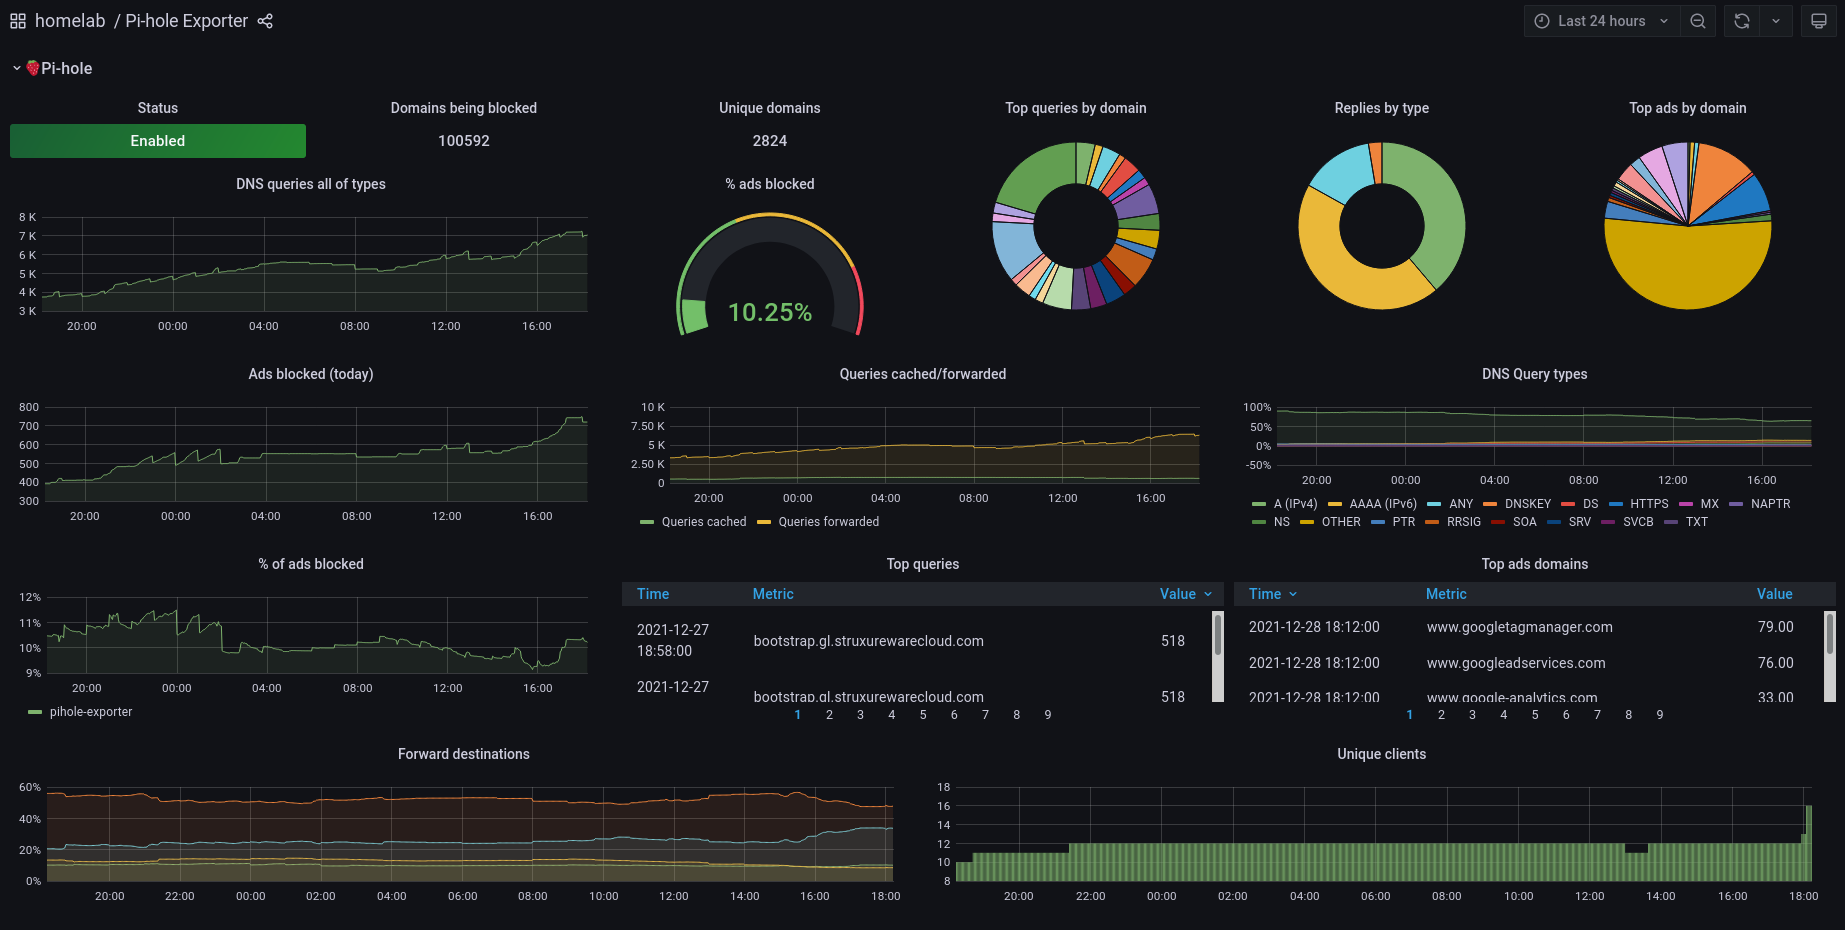 homelab / Pi-hole Exporter
Last 24 hours
Pi-hole
Status
Enabled
Domains being blocked
100592
Unique domains
2824
Top queries by domain
Replies by type
Top ads by domain
DNS queries all of types
8 K
7 K
6 K
5 K
4 K
3 K
20:00 00:00 04:00 08:00 12:00 16:00
% ads blocked
10.25%
Ads blocked (today)
800
700
600
500
400
300
20:00 00:00 04:00 08:00 12:00 16:00
Queries cached/forwarded
10 K
7.50 K
5 K
2.50 K
0
20:00 00:00 04:00 08:00 12:00 16:00
Queries cached Queries forwarded
DNS Query types
100%
50%
0%
-50%
20:00 00:00 04:00 08:00 12:00 16:00
A (IPv4) AAAA (IPv6) ANY DNSKEY DS HTTPS MX NAPTR
NS OTHER PTR RRSIG SOA SRV SVCB TXT
% of ads blocked
12%
11%
10%
9%
20:00 00:00 04:00 08:00 12:00 16:00
pihole-exporter
Top queries
Time Metric Value
2021-12-27
18:58:00
bootstrap.gl.struxurewarecloud.com 518
2021-12-27
bootstrap.gl.struxurewarecloud.com 518
1 2 3 4 5 6 7 8 9
Top ads domains
Time Metric Value
2021-12-28 18:12:00 www.googletagmanager.com 79.00
2021-12-28 18:12:00 www.googleadservices.com 76.00
2021-12-28 18:12:00 www.google-analytics.com 33.00
1 2 3 4 5 6 7 8 9
Forward destinations
60%
40%
20%
0%
20:00 22:00 00:00 02:00 04:00 06:00 08:00 10:00 12:00 14:00 16:00 18:00
Unique clients
18
16
14
12
10
8
20:00 22:00 00:00 02:00 04:00 06:00 08:00 10:00 12:00 14:00 16:00 18:00